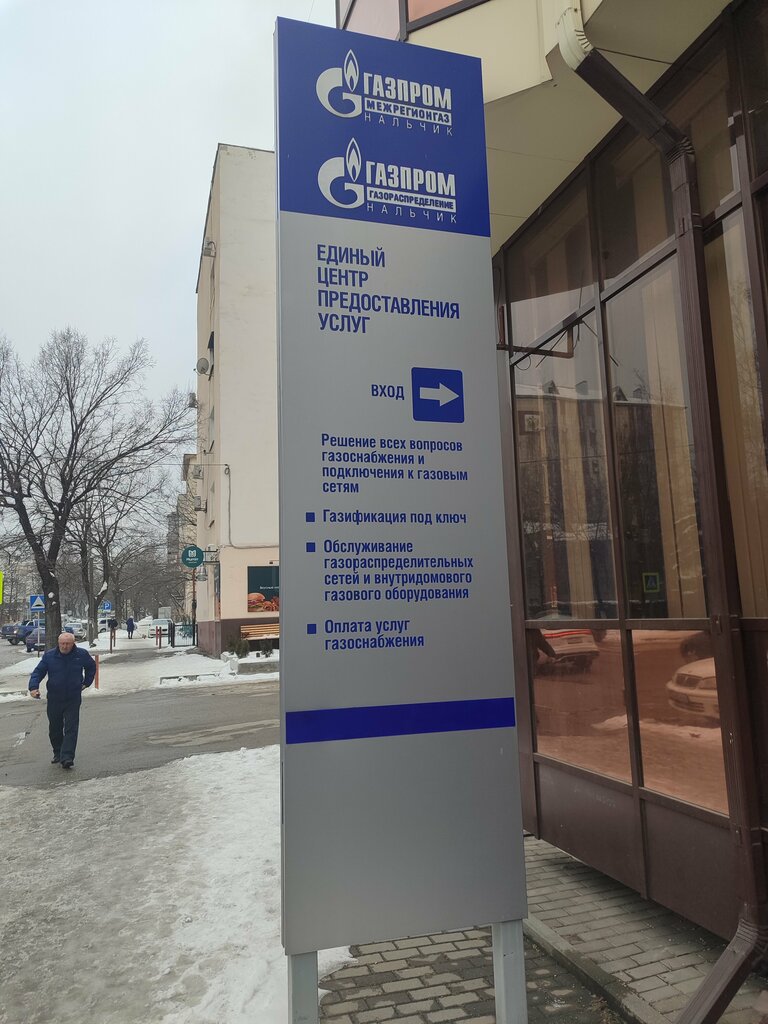 ГАЗПРОМ
МЕЖРЕГИОНГАЗ
НАЛЬЧИК
ГАЗПРОМ
ГАЗОРАСПРЕДЕЛЕНИЕ
НАЛЬЧИК
ЕДИНЫЙ
ЦЕНТР
ПРЕДОСТАВЛЕНИЯ
УСЛУГ
ВХОД
Решение всех вопросов
газоснабжения и
подключения к газовым
сетям
Газификация под ключ
Обслуживание
газораспределительных
сетей и внутридомового
газового оборудования
Оплата услуг
газоснабжения